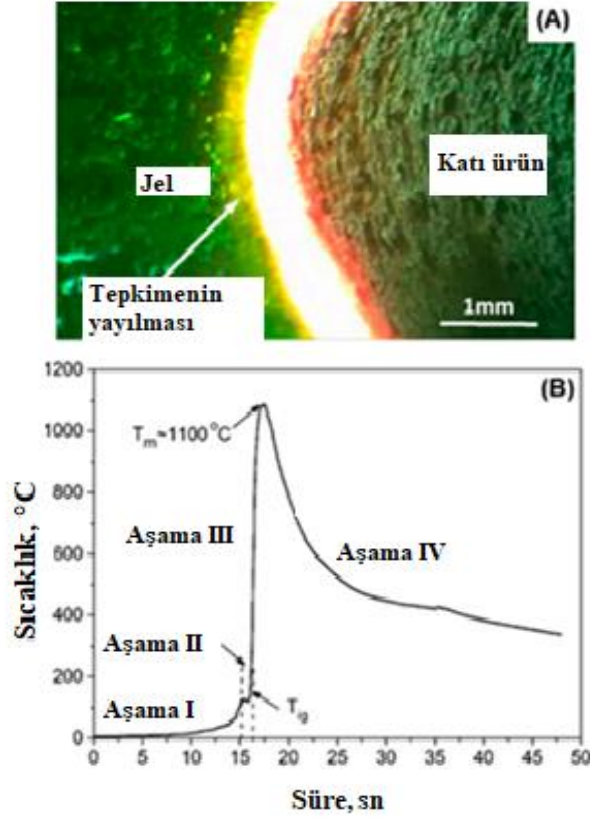 (A)
Jel
Katı ürün
Tepkimenin
yayılması
1mm
(B)
1200
1000
800
600
400
200
0
Sıcaklık, °C
Tm≈1100°C
Aşama III
Aşama IV
Aşama II
Aşama I
Tig
0 5 10 15 20 25 30 35 40 45 50
Süre, sn